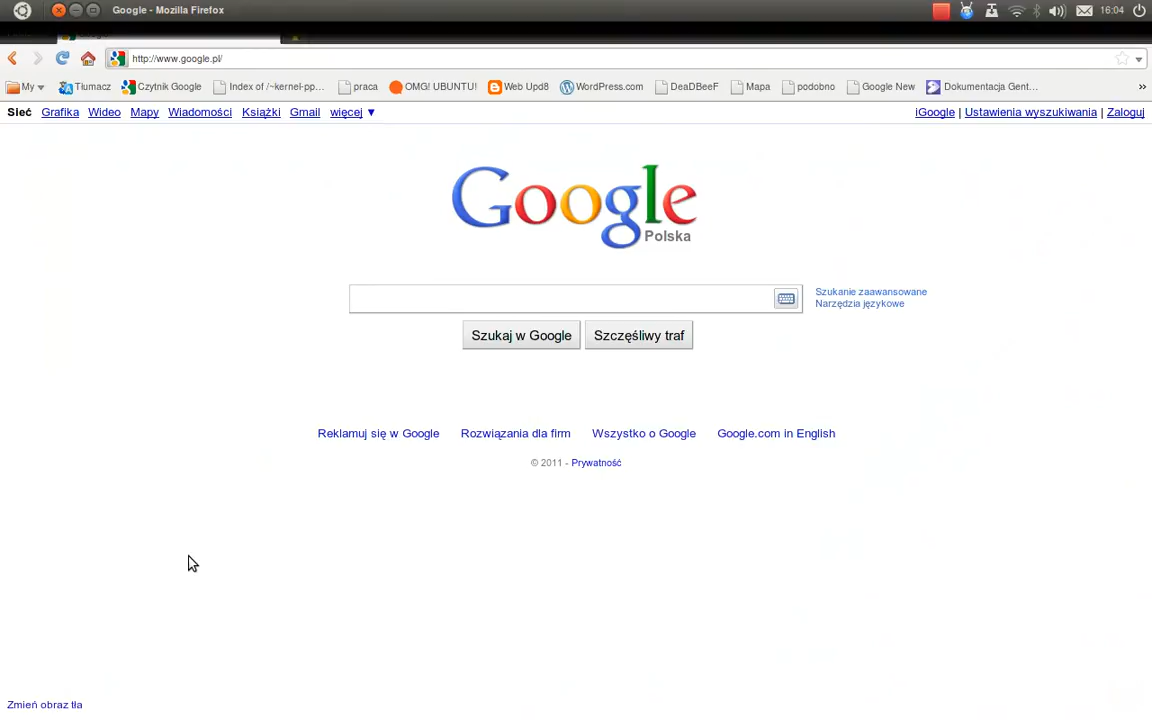 Google - Mozilla Firefox 16:04
http://www.google.pl/
My Tłumacz Czytnik Google Index of /~kernel-pp... praca OMG! UBUNTU! Web Upd8 WordPress.com DeaDBeeF Mapa podobno Google New Dokumentacja Gent... »
Sieć Grafika Wideo Mapy Wiadomości Książki Gmail więcej ▼ iGoogle | Ustawienia wyszukiwania | Zaloguj
Google
Polska
Szukanie zaawansowane
Narzędzia językowe
Szukaj w Google Szczęśliwy traf
Reklamuj się w Google Rozwiązania dla firm Wszystko o Google Google.com in English
© 2011 - Prywatność
Zmień obraz tła